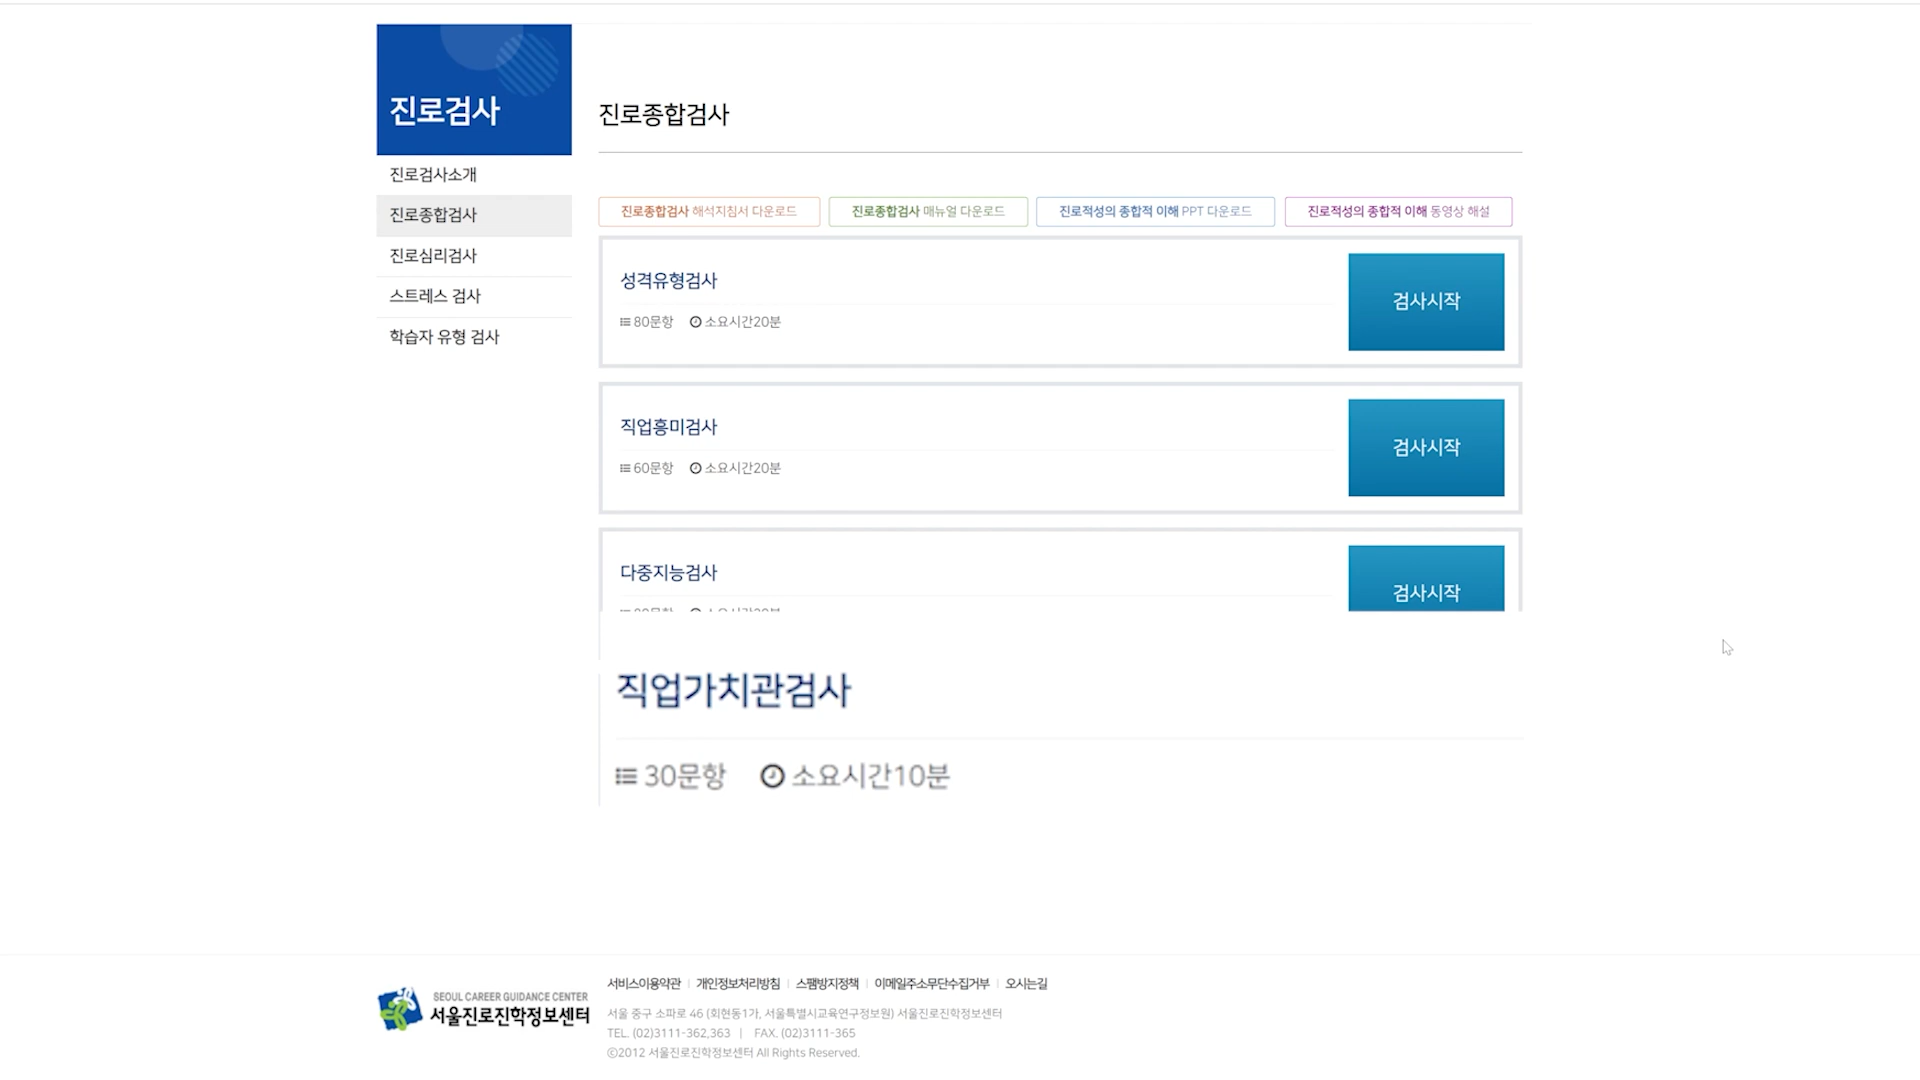 진로검사
진로검사소개
진로종합검사
진로심리검사
스트레스 검사
학습자 유형 검사
진로종합검사
진로종합검사 해석지침서 다운로드
진로종합검사 매뉴얼 다운로드
진로적성의 종합적 이해 PPT 다운로드
진로적성의 종합적 이해 동영상 해설
성격유형검사
80문항 소요시간20분
검사시작
직업흥미검사
60문항 소요시간20분
검사시작
다중지능검사
검사시작
직업가치관검사
30문항 소요시간10분
SEOUL CAREER GUIDANCE CENTER
서울진로진학정보센터
서비스이용약관 | 개인정보처리방침 | 스팸방지정책 | 이메일주소무단수집거부 | 오시는길
서울 중구 소파로 46 (회현동1가, 서울특별시교육연구정보원) 서울진로진학정보센터
TEL. (02)3111-362,363 | FAX. (02)3111-365
©2012 서울진로진학정보센터 All Rights Reserved.